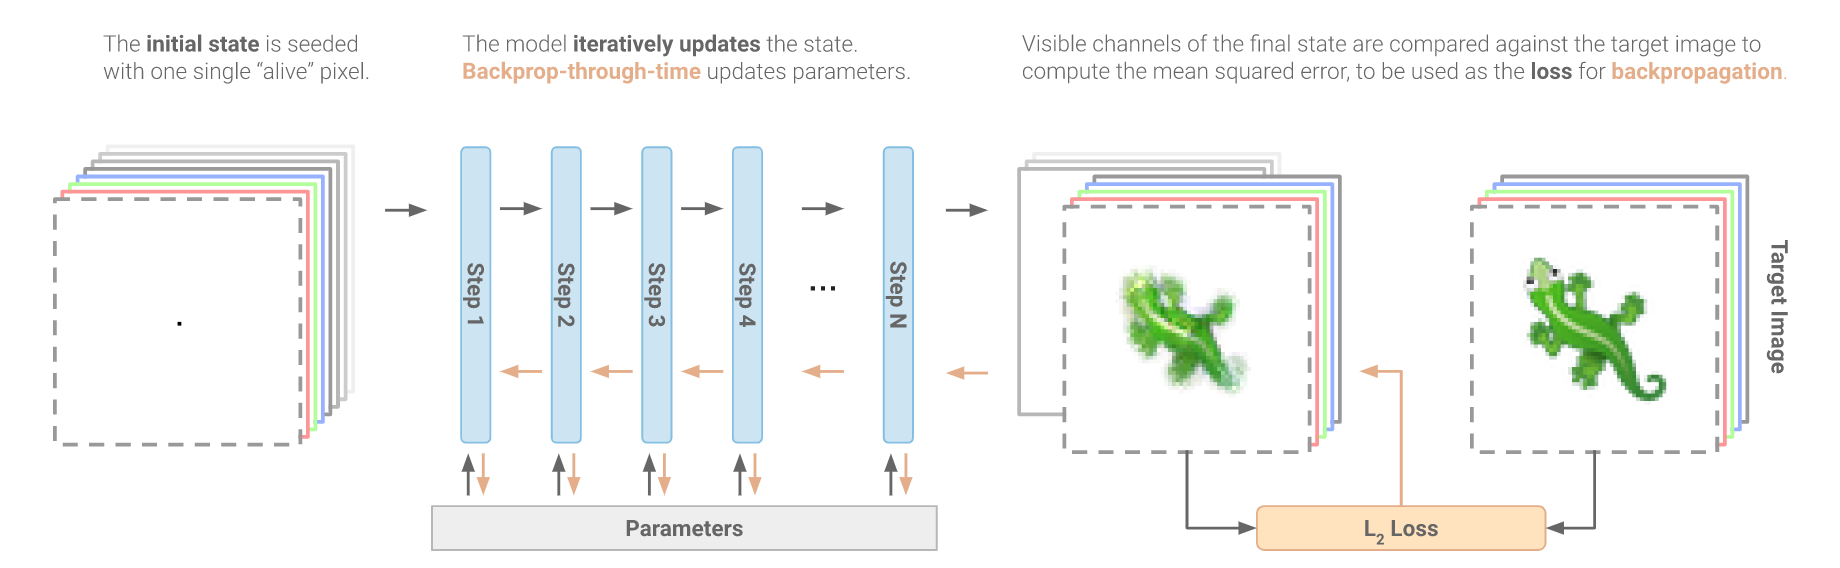 The initial state is seeded
with one single “alive” pixel.
The model iteratively updates the state.
Backprop-through-time updates parameters.
Visible channels of the final state are compared against the target image to
compute the mean squared error, to be used as the loss for backpropagation.
Step 1
Step 2
Step 3
Step 4
...
Step N
Target Image
Parameters
L2 Loss